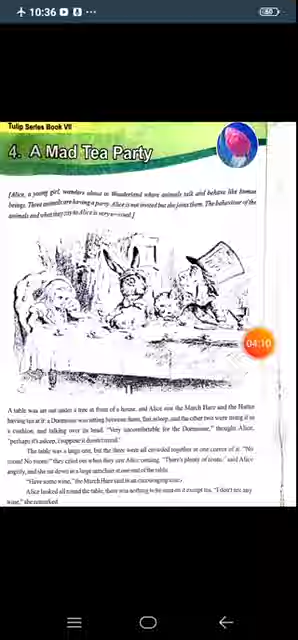 10:36
60
Tulip Series Book VII
4. A Mad Tea Party
[Alice, a young girl, wanders about in Wonderland where animals talk and behave like human
beings. Three animals are having a party. Alice is not invited but she joins them. The behaviour of the
animals and what they say to Alice is very unusual.]
04:10
A table was set out under a tree in front of a house, and Alice saw the March Hare and the Hatter
having tea at it: a Dormouse was sitting between them, fast asleep, and the other two were using it as
a cushion, and talking over its head. "Very uncomfortable for the Dormouse," thought Alice,
"perhaps it's asleep, I suppose it doesn't mind."
The table was a large one, but the three were all crowded together at one corner of it. "No
room! No room!" they cried out when they saw Alice coming. "There's plenty of room," said Alice
angrily, and she sat down in a large armchair at one end of the table.
"Have some wine," the March Hare said in an encouraging tone.
Alice looked all round the table, there was nothing to be seen on it except tea. "I don't see any
wine," she remarked.